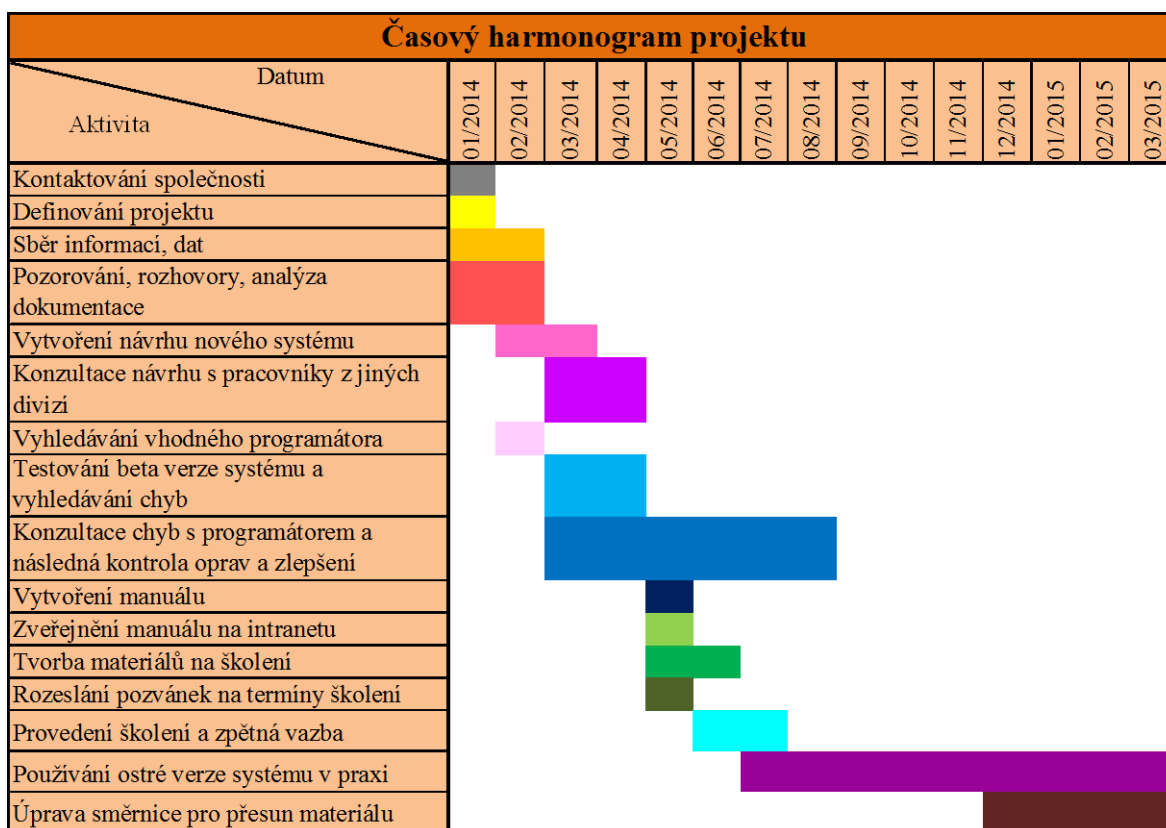 Časový harmonogram projektu
Datum
Aktivita
01/2014
02/2014
03/2014
04/2014
05/2014
06/2014
07/2014
08/2014
09/2014
10/2014
11/2014
12/2014
01/2015
02/2015
03/2015
Kontaktování společnosti
Definování projektu
Sběr informací, dat
Pozorování, rozhovory, analýza
dokumentace
Vytvoření návrhu nového systému
Konzultace návrhu s pracovníky z jiných
divizí
Vyhledávání vhodného programátora
Testování beta verze systému a
vyhledávání chyb
Konzultace chyb s programátorem a
následná kontrola oprav a zlepšení
Vytvoření manuálu
Zveřejnění manuálu na intranetu
Tvorba materiálů na školení
Rozeslání pozvánek na termíny školení
Provedení školení a zpětná vazba
Používání ostré verze systému v praxi
Úprava směrnice pro přesun materiálu